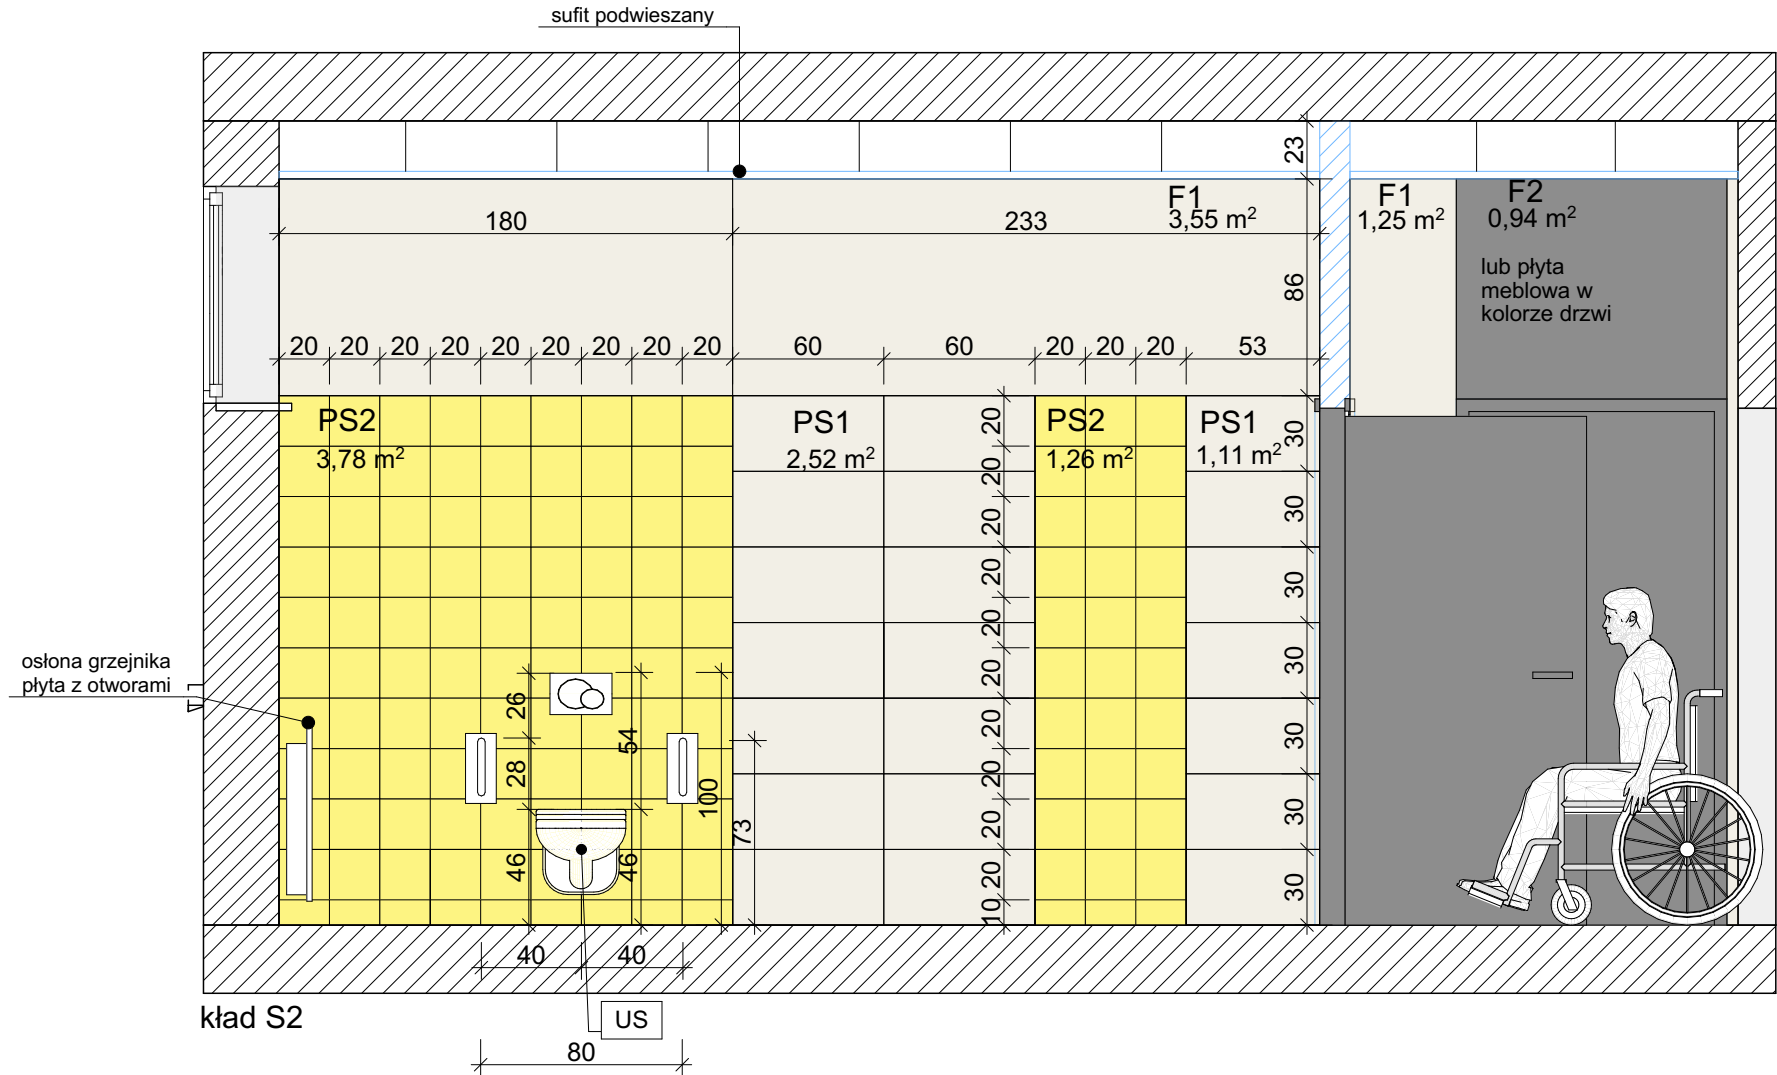 sufit podwieszany
23
F1
3,55 m²
F1
1,25 m²
F2
0,94 m²
180
233
86
lub płyta
meblowa w
kolorze drzwi
20 20 20 20 20 20 20 20 20 60 60 20 20 20 53
PS2
3,78 m²
PS1
2,52 m²
PS2
1,26 m²
PS1
1,11 m²
20
20
20
20
20
20
20
20
20
20
10
30
30
30
30
30
30
30
osłona grzejnika
płyta z otworami
26
28
46
54
46
100
73
40 40
kład S2
US
80